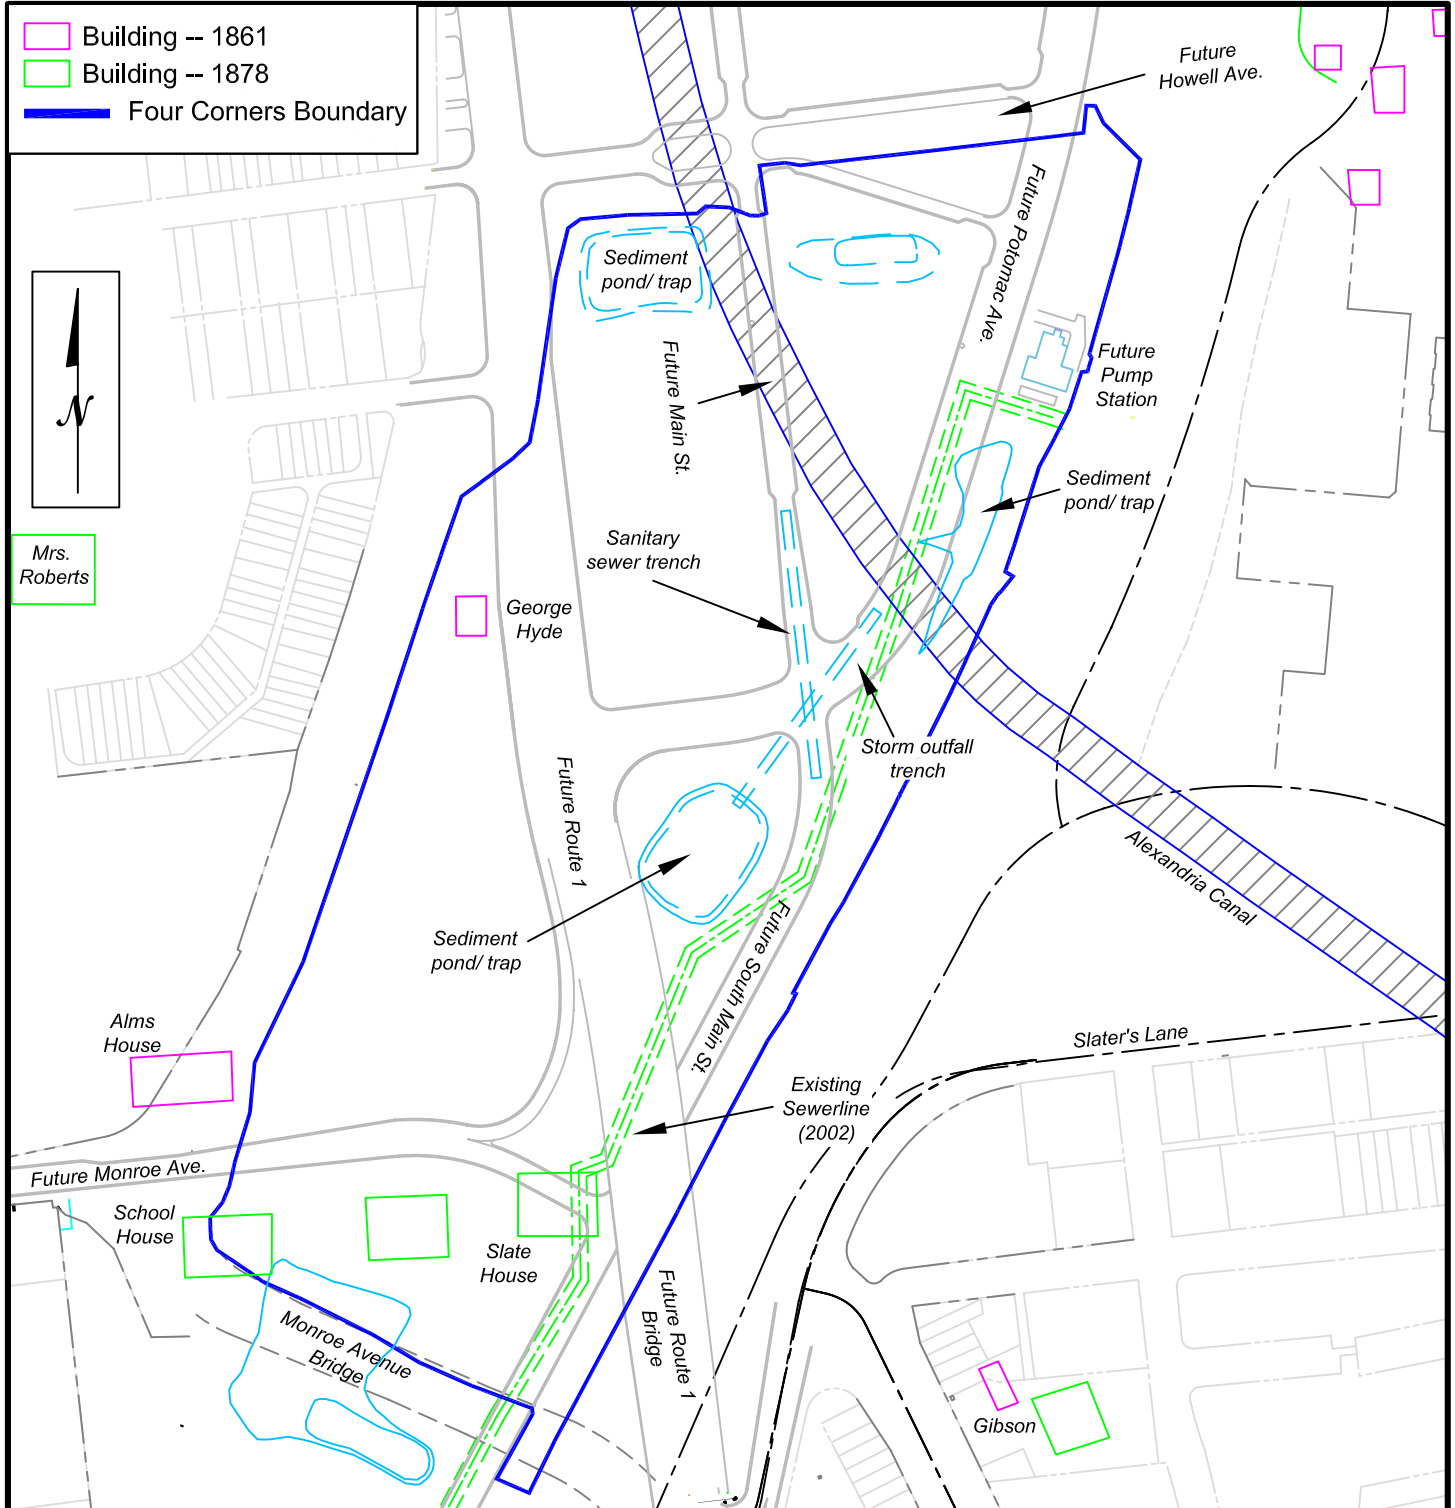 Building -- 1861
Building -- 1878
Four Corners Boundary
Future
Howell Ave.
Future Potomac Ave.
Sediment
pond/ trap
N
Future Main St.
Future
Pump
Station
Sediment
pond/ trap
Sanitary
sewer trench
Mrs.
Roberts
George
Hyde
Storm outfall
trench
Future Route 1
Alexandria Canal
Sediment
pond/ trap
Future South Main St.
Alms
House
Slater's Lane
Existing
Sewerline
(2002)
Future Monroe Ave.
School
House
Slate
House
Future Route 1
Bridge
Monroe Avenue
Bridge
Gibson